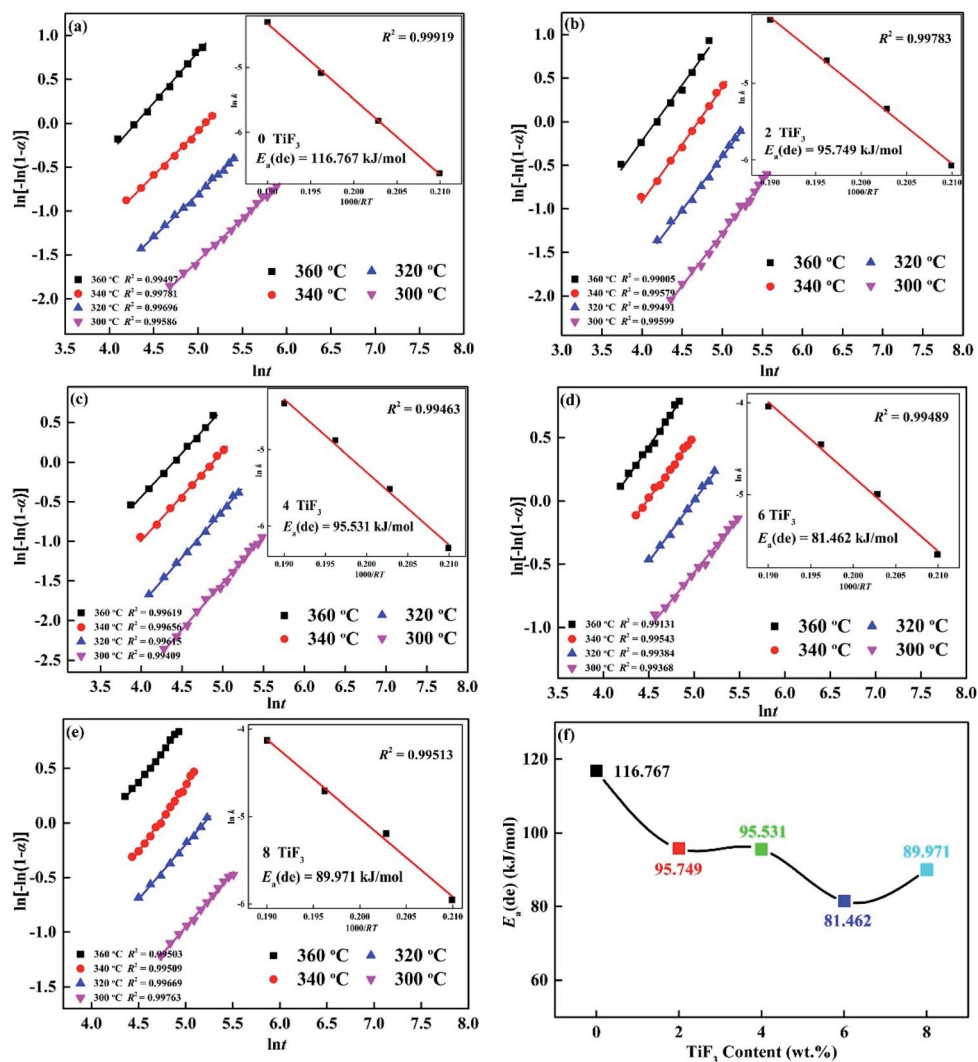 (a)
R² = 0.99919
0 TiF₃
Eₐ(de) = 116.767 kJ/mol
ln k
-5
-6
0.190 0.195 0.200 0.205 0.210
1000/RT
ln[-ln(1-α)]
1.0
0.5
0.0
-0.5
-1.0
-1.5
-2.0
360 °C R² = 0.99497
340 °C R² = 0.99781
320 °C R² = 0.99696
300 °C R² = 0.99586
360 °C 320 °C
340 °C 300 °C
3.5 4.0 4.5 5.0 5.5 6.0 6.5 7.0 7.5 8.0
lnt
(b)
R² = 0.99783
2 TiF₃
Eₐ(de) = 95.749 kJ/mol
ln k
-5
-6
0.190 0.195 0.200 0.205 0.210
1000/RT
ln[-ln(1-α)]
1.0
0.5
0.0
-0.5
-1.0
-1.5
-2.0
360 °C R² = 0.99005
340 °C R² = 0.99579
320 °C R² = 0.99491
300 °C R² = 0.99599
360 °C 320 °C
340 °C 300 °C
3.0 3.5 4.0 4.5 5.0 5.5 6.0 6.5 7.0 7.5 8.0
lnt
(c)
R² = 0.99463
4 TiF₃
Eₐ(de) = 95.531 kJ/mol
ln k
-5
-6
0.190 0.195 0.200 0.205 0.210
1000/RT
ln[-ln(1-α)]
0.5
0.0
-0.5
-1.0
-1.5
-2.0
-2.5
360 °C R² = 0.99619
340 °C R² = 0.99656
320 °C R² = 0.99615
300 °C R² = 0.99409
360 °C 320 °C
340 °C 300 °C
3.5 4.0 4.5 5.0 5.5 6.0 6.5 7.0 7.5 8.0
lnt
(d)
R² = 0.99489
6 TiF₃
Eₐ(de) = 81.462 kJ/mol
ln k
-4
-5
0.190 0.195 0.200 0.205 0.210
1000/RT
ln[-ln(1-α)]
0.5
0.0
-0.5
-1.0
360 °C R² = 0.99131
340 °C R² = 0.99543
320 °C R² = 0.99384
300 °C R² = 0.99368
360 °C 320 °C
340 °C 300 °C
3.5 4.0 4.5 5.0 5.5 6.0 6.5 7.0 7.5 8.0
lnt
(e)
R² = 0.99513
8 TiF₃
Eₐ(de) = 89.971 kJ/mol
ln k
-4
-5
-6
0.190 0.195 0.200 0.205 0.210
1000/RT
ln[-ln(1-α)]
0.5
0.0
-0.5
-1.0
-1.5
360 °C R² = 0.99503
340 °C R² = 0.99509
320 °C R² = 0.99669
300 °C R² = 0.99763
360 °C 320 °C
340 °C 300 °C
4.0 4.5 5.0 5.5 6.0 6.5 7.0 7.5 8.0
lnt
(f)
Eₐ(de) (kJ/mol)
120
100
80
60
116.767
95.749
95.531
81.462
89.971
0 2 4 6 8
TiF₃ Content (wt.%)